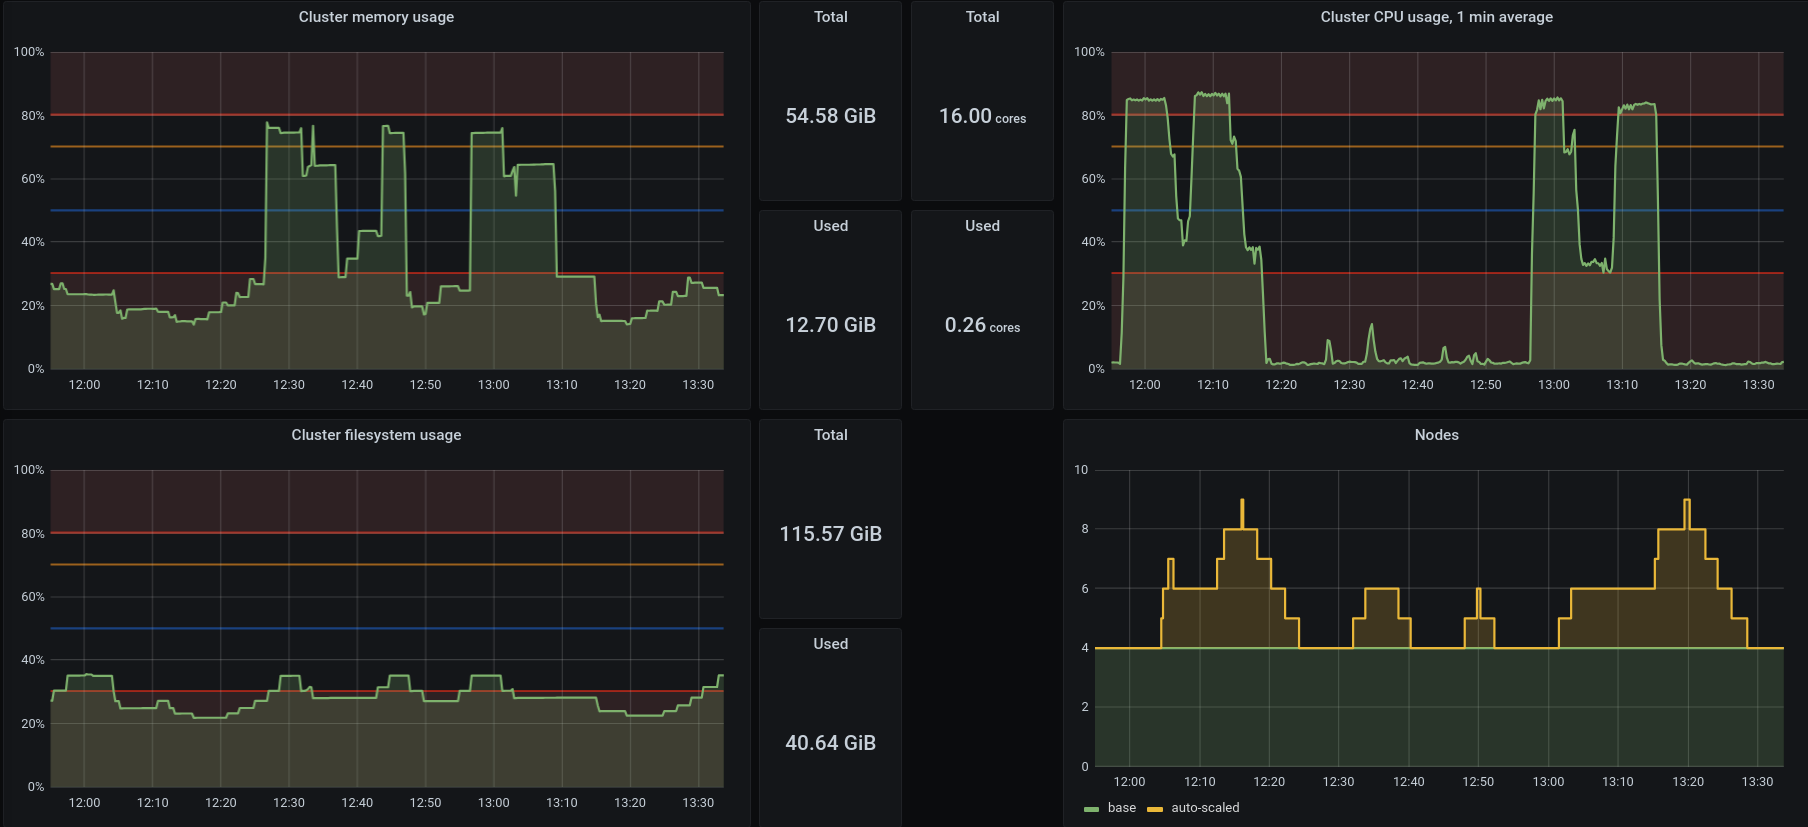 Cluster memory usage
100%
80%
60%
40%
20%
0%
12:00 12:10 12:20 12:30 12:40 12:50 13:00 13:10 13:20 13:30
Total
54.58 GiB
Used
12.70 GiB
Total
16.00 cores
Used
0.26 cores
Cluster CPU usage, 1 min average
100%
80%
60%
40%
20%
0%
12:00 12:10 12:20 12:30 12:40 12:50 13:00 13:10 13:20 13:30
Cluster filesystem usage
100%
80%
60%
40%
20%
0%
12:00 12:10 12:20 12:30 12:40 12:50 13:00 13:10 13:20 13:30
Total
115.57 GiB
Used
40.64 GiB
Nodes
10
8
6
4
2
0
12:00 12:10 12:20 12:30 12:40 12:50 13:00 13:10 13:20 13:30
base auto-scaled